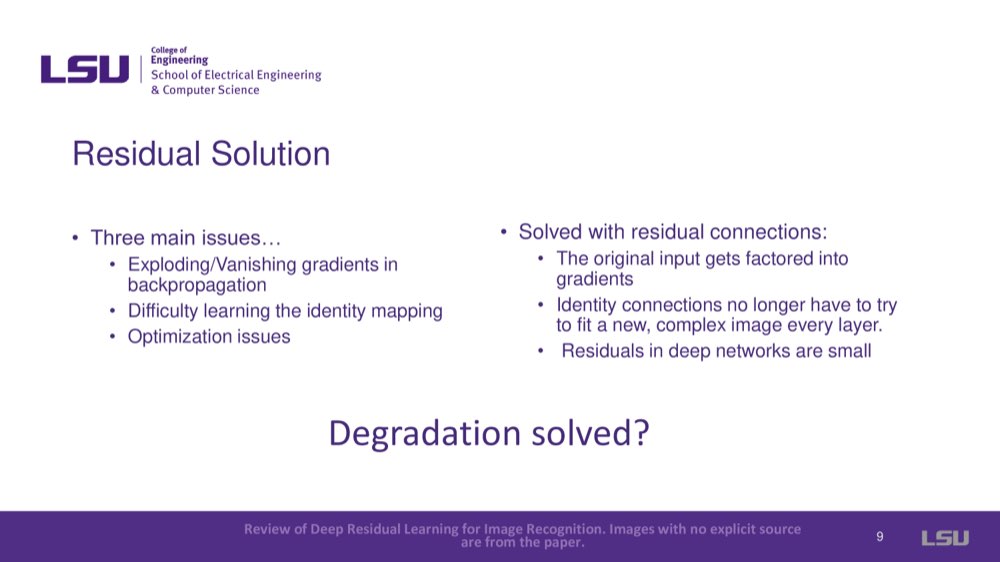 LSU
College of
Engineering
School of Electrical Engineering
& Computer Science
Residual Solution
• Three main issues…
• Exploding/Vanishing gradients in
backpropagation
• Difficulty learning the identity mapping
• Optimization issues
• Solved with residual connections:
• The original input gets factored into
gradients
• Identity connections no longer have to try
to fit a new, complex image every layer.
• Residuals in deep networks are small
Degradation solved?
Review of Deep Residual Learning for Image Recognition. Images with no explicit source
are from the paper.
9
LSU